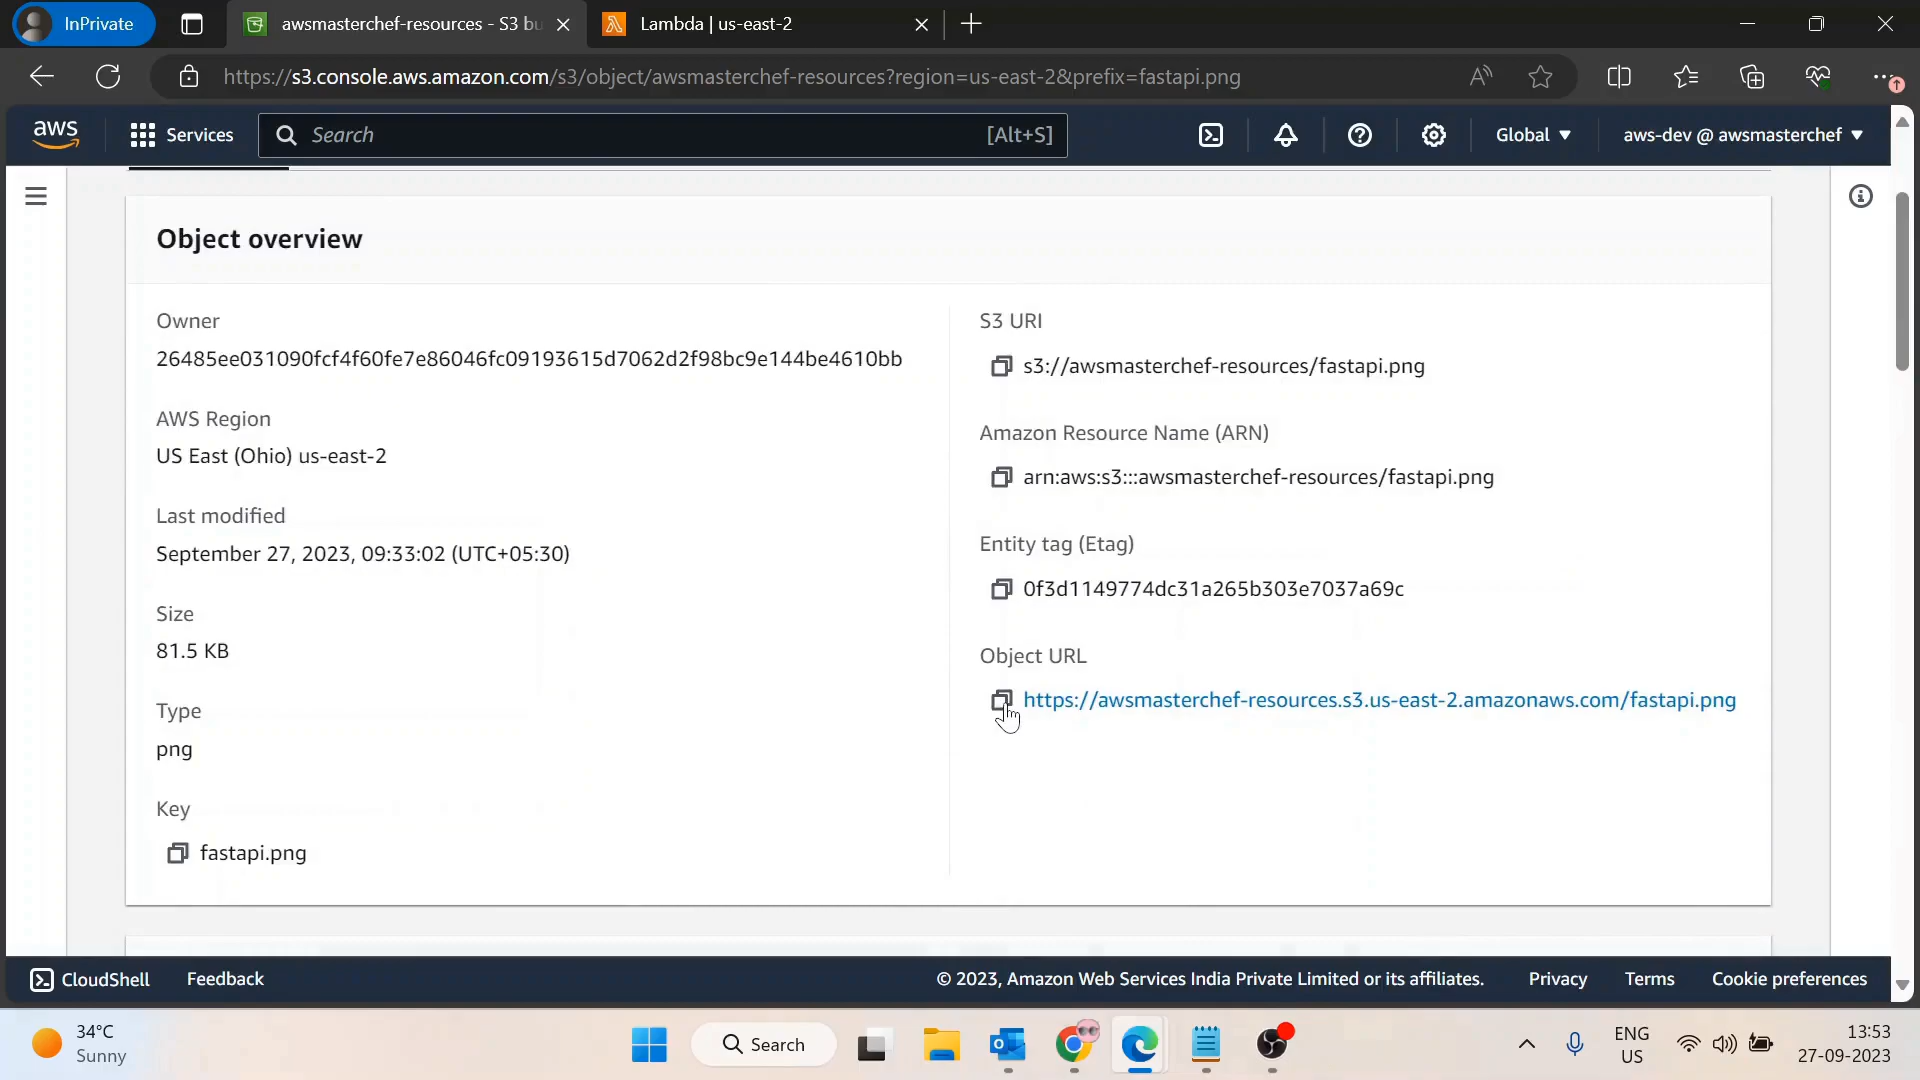 InPrivate
awsmasterchef-resources - S3 bu
Lambda | us-east-2
https://s3.console.aws.amazon.com/s3/object/awsmasterchef-resources?region=us-east-2&prefix=fastapi.png
aws
Services
Search
[Alt+S]
Global
aws-dev @ awsmasterchef
Object overview
Owner
26485ee031090fcf4f60fe7e86046fc09193615d7062d2f98bc9e144be4610bb
AWS Region
US East (Ohio) us-east-2
Last modified
September 27, 2023, 09:33:02 (UTC+05:30)
Size
81.5 KB
Type
png
Key
fastapi.png
S3 URI
s3://awsmasterchef-resources/fastapi.png
Amazon Resource Name (ARN)
arn:aws:s3:::awsmasterchef-resources/fastapi.png
Entity tag (Etag)
0f3d1149774dc31a265b303e7037a69c
Object URL
https://awsmasterchef-resources.s3.us-east-2.amazonaws.com/fastapi.png
CloudShell
Feedback
© 2023, Amazon Web Services India Private Limited or its affiliates.
Privacy
Terms
Cookie preferences
34°C
Sunny
Search
ENG
US
13:53
27-09-2023